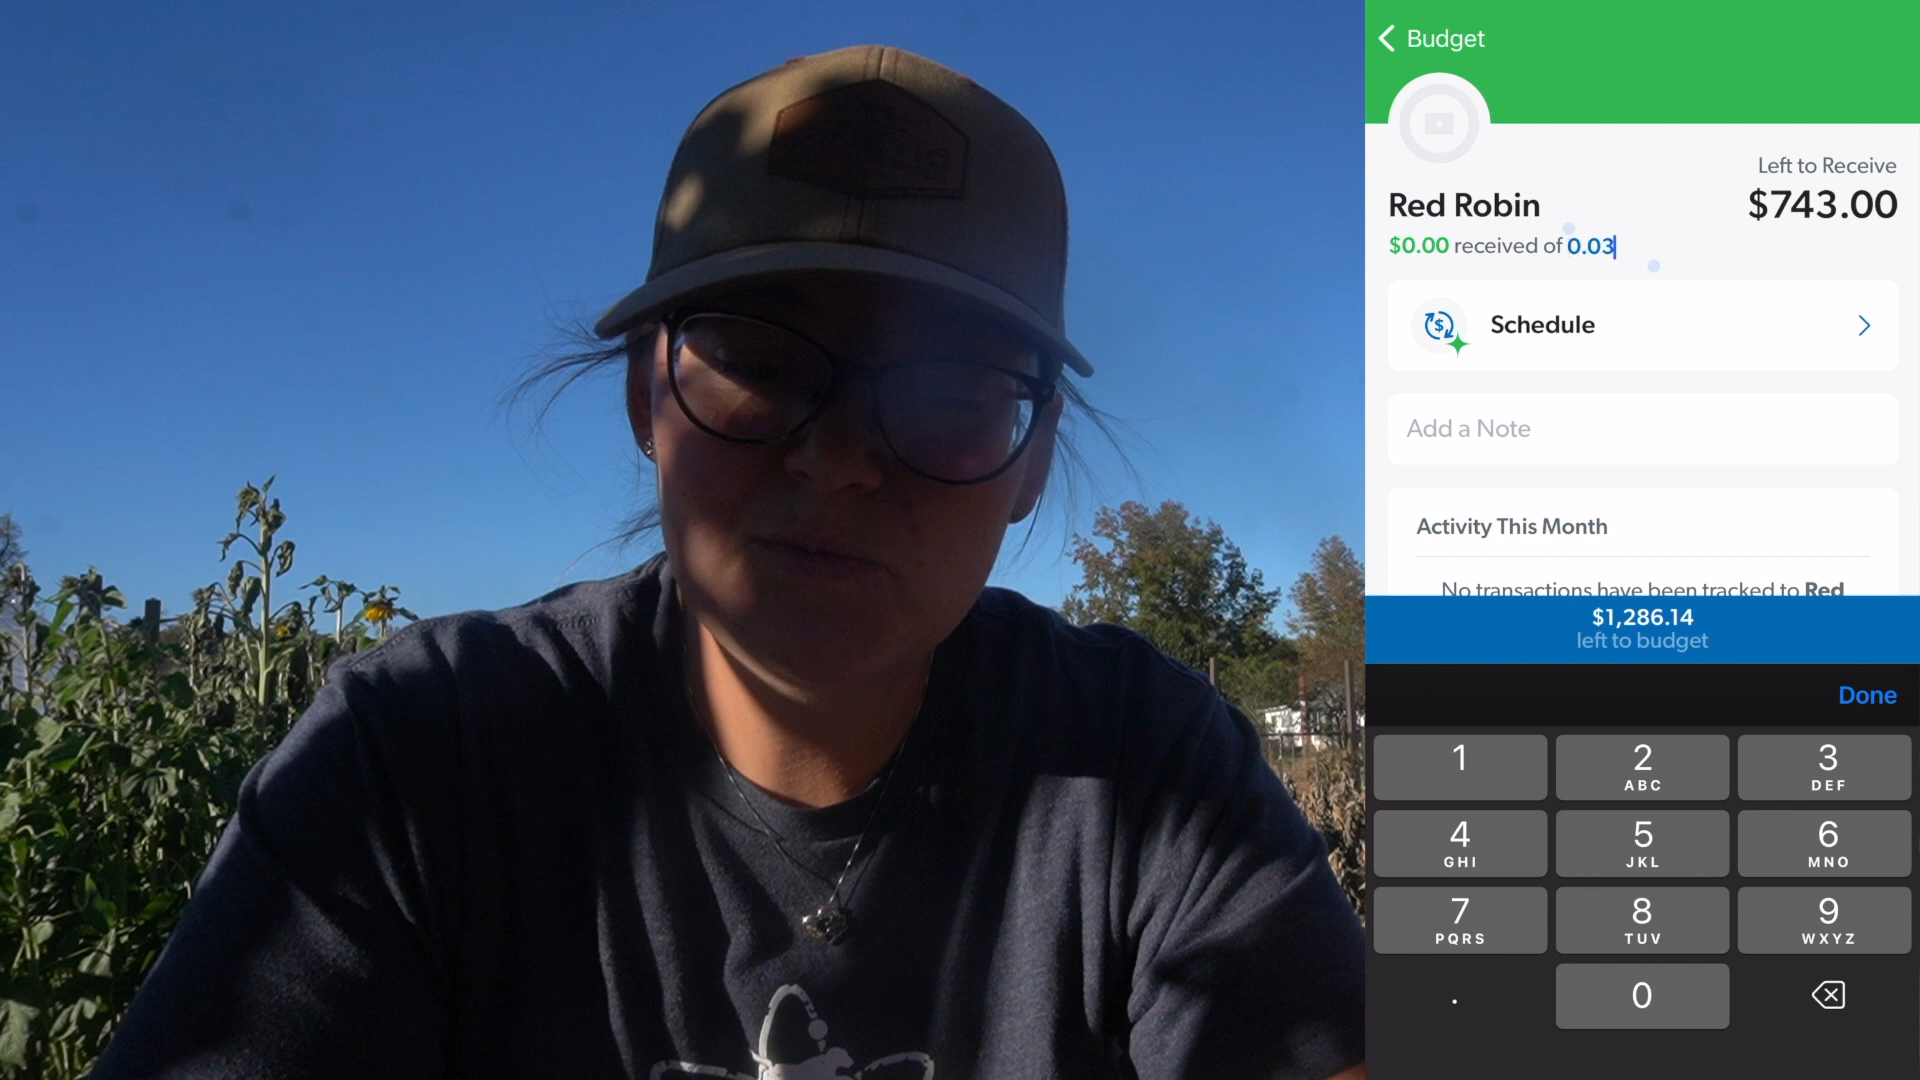 Budget
Left to Receive
Red Robin
$743.00
$0.00 received of 0.03
Schedule
Add a Note
Activity This Month
No transactions have been tracked to Red
$1,286.14
left to budget
Done
1
2
ABC
3
DEF
4
GHI
5
JKL
6
MNO
7
PQRS
8
TUV
9
WXYZ
.
0